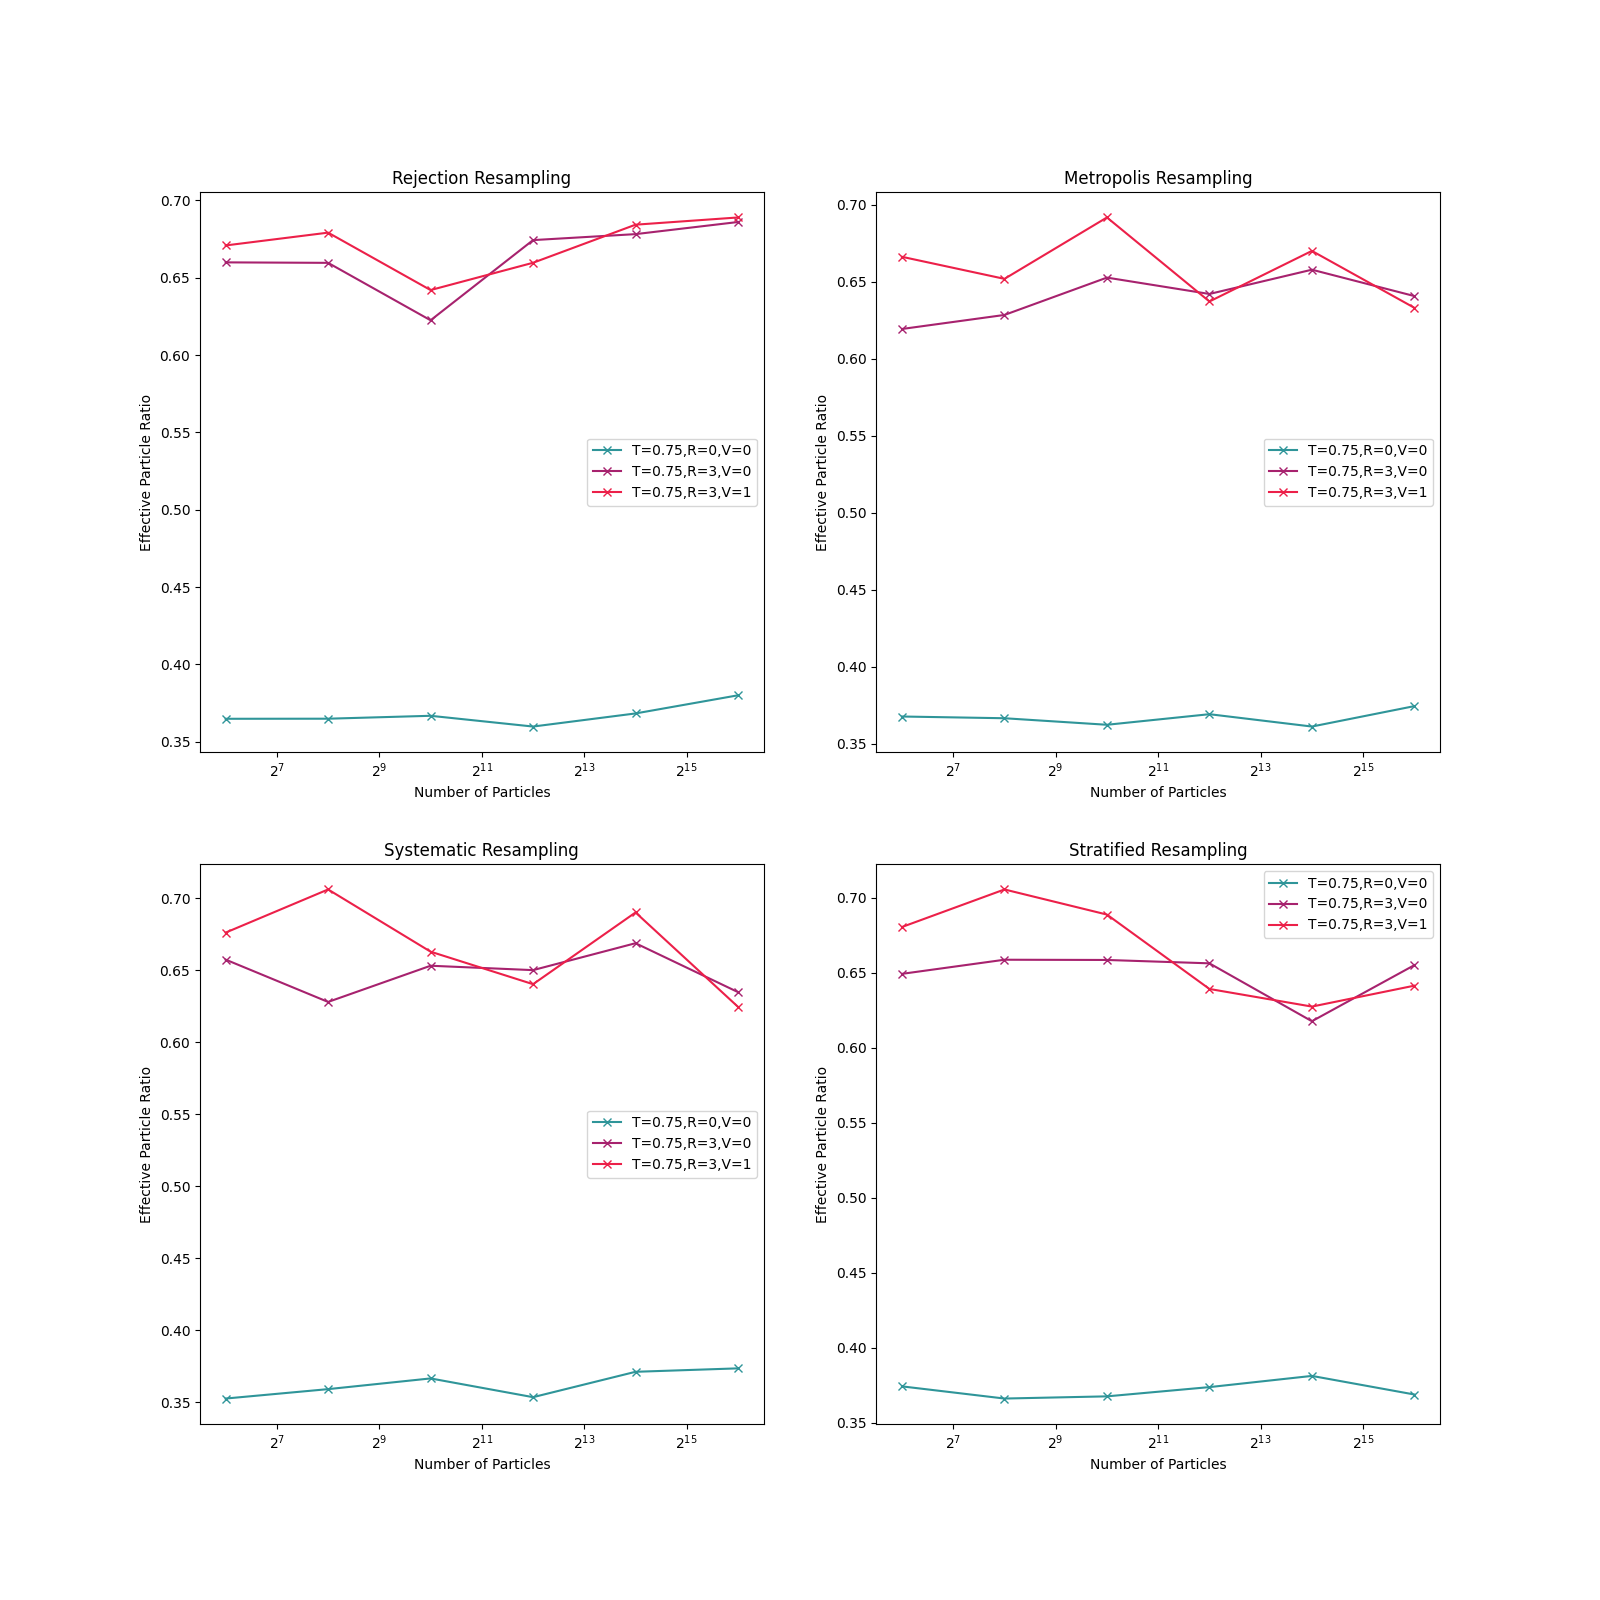 Rejection Resampling
0.70
0.65
0.60
0.55
0.50
0.45
0.40
0.35
Effective Particle Ratio
T=0.75,R=0,V=0
T=0.75,R=3,V=0
T=0.75,R=3,V=1
2^7 2^9 2^11 2^13 2^15
Number of Particles
Metropolis Resampling
0.70
0.65
0.60
0.55
0.50
0.45
0.40
0.35
Effective Particle Ratio
T=0.75,R=0,V=0
T=0.75,R=3,V=0
T=0.75,R=3,V=1
2^7 2^9 2^11 2^13 2^15
Number of Particles
Systematic Resampling
0.70
0.65
0.60
0.55
0.50
0.45
0.40
0.35
Effective Particle Ratio
T=0.75,R=0,V=0
T=0.75,R=3,V=0
T=0.75,R=3,V=1
2^7 2^9 2^11 2^13 2^15
Number of Particles
Stratified Resampling
T=0.75,R=0,V=0
T=0.75,R=3,V=0
T=0.75,R=3,V=1
0.70
0.65
0.60
0.55
0.50
0.45
0.40
0.35
Effective Particle Ratio
2^7 2^9 2^11 2^13 2^15
Number of Particles